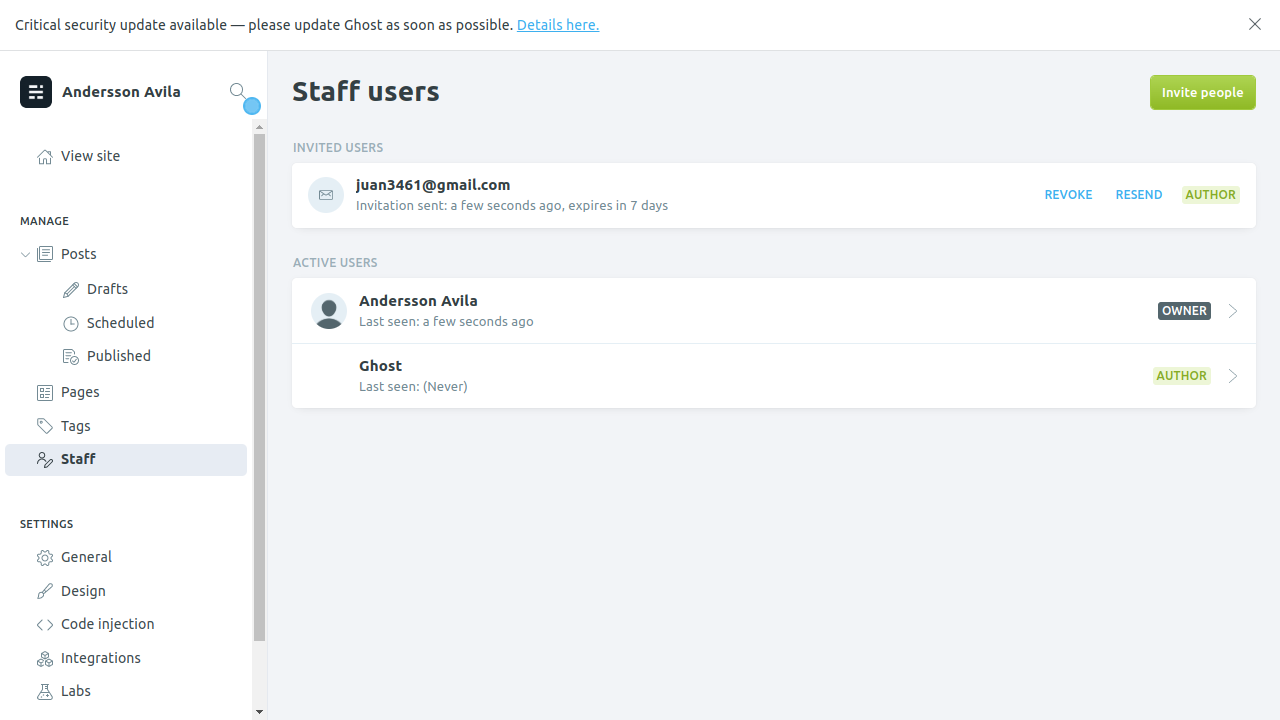 Critical security update available — please update Ghost as soon as possible. Details here.
Andersson Avila
View site
MANAGE
Posts
Drafts
Scheduled
Published
Pages
Tags
Staff
SETTINGS
General
Design
Code injection
Integrations
Labs
Staff users
Invite people
INVITED USERS
juan3461@gmail.com
Invitation sent: a few seconds ago, expires in 7 days
REVOKE RESEND AUTHOR
ACTIVE USERS
Andersson Avila
Last seen: a few seconds ago
OWNER
Ghost
Last seen: (Never)
AUTHOR